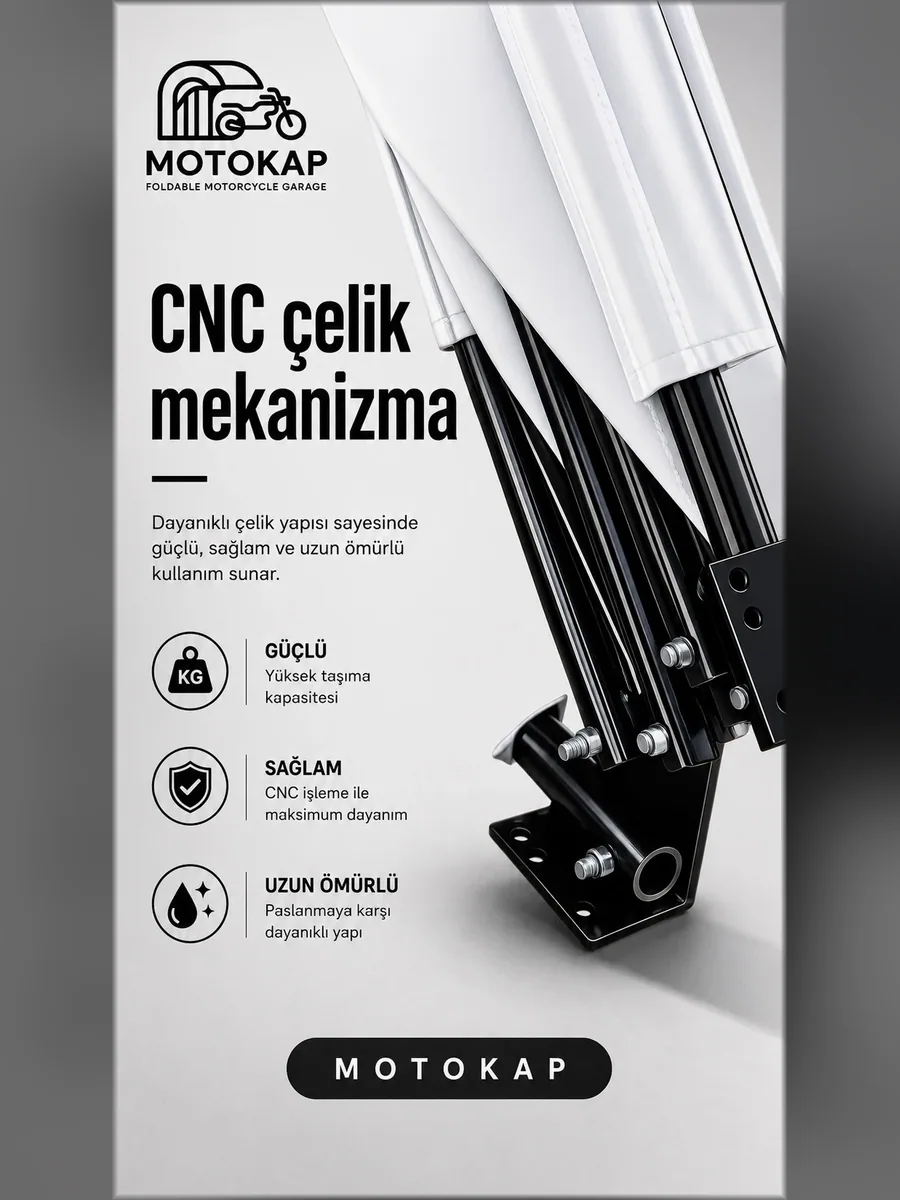 MOTOKAP
FOLDABLE MOTORCYCLE GARAGE
CNC çelik
mekanizma
Dayanıklı çelik yapısı sayesinde
güçlü, sağlam ve uzun ömürlü
kullanım sunar.
KG
GÜÇLÜ
Yüksek taşıma
kapasitesi
SAĞLAM
CNC işleme ile
maksimum dayanım
UZUN ÖMÜRLÜ
Paslanmaya karşı
dayanıklı yapı
MOTOKAP